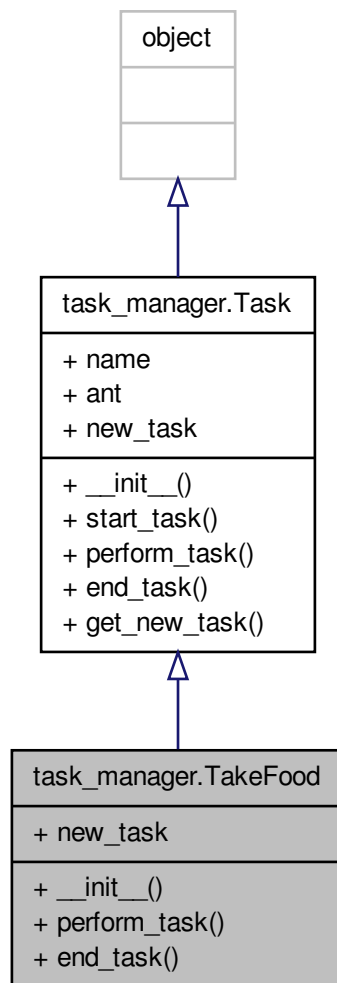 object
task_manager.Task
+ name
+ ant
+ new_task
+ __init__()
+ start_task()
+ perform_task()
+ end_task()
+ get_new_task()
task_manager.TakeFood
+ new_task
+ __init__()
+ perform_task()
+ end_task()